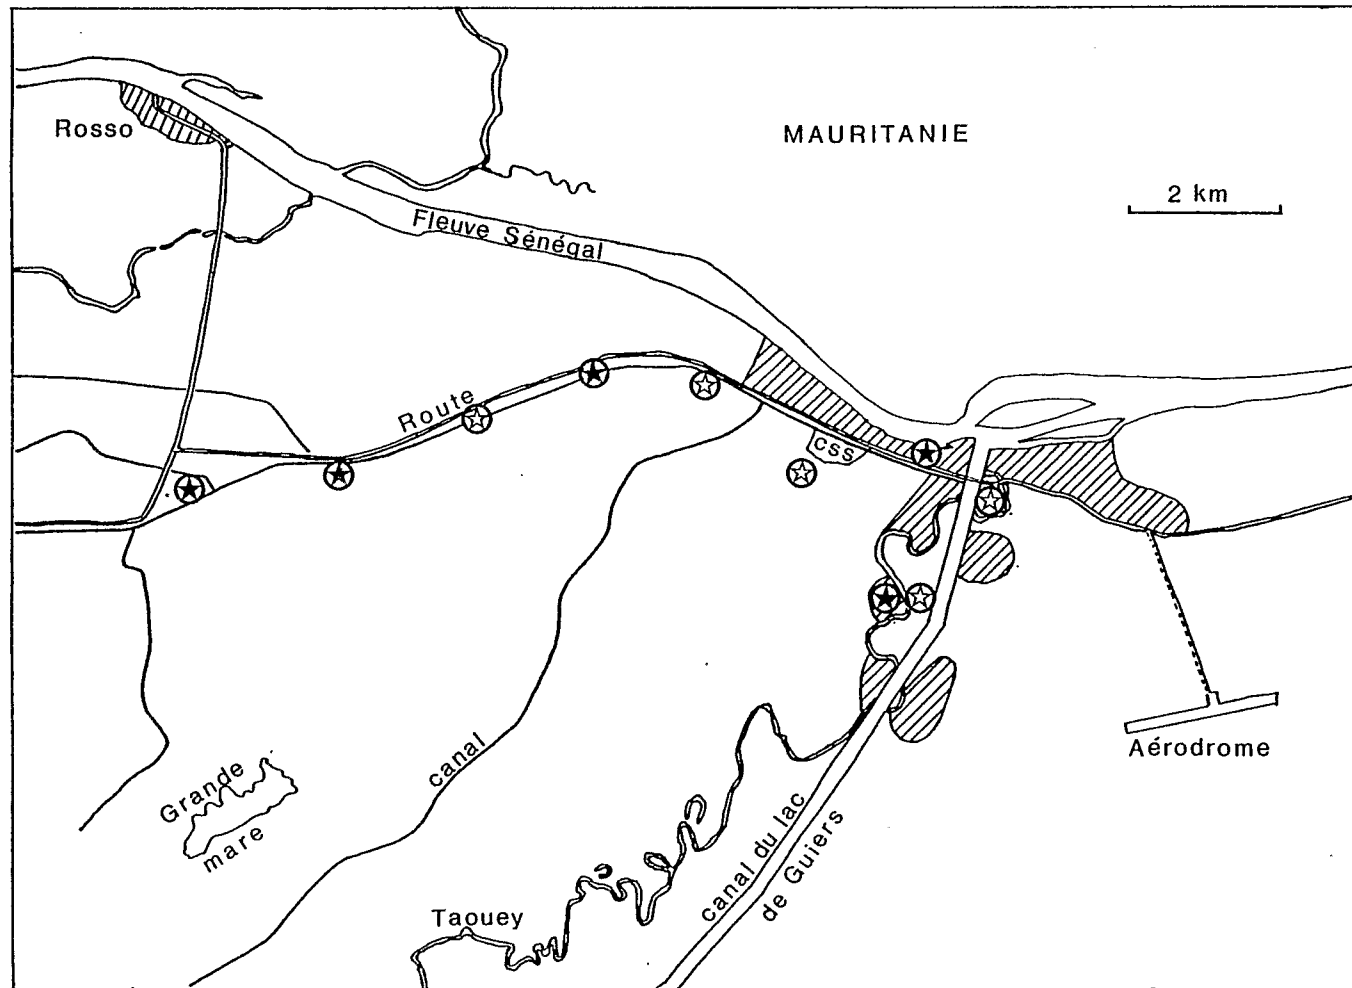 Rosso
MAURITANIE
2 km
Fleuve Sénégal
Route
css
canal
Grande
mare
Aérodrome
canal du lac
de Guiers
Taouey